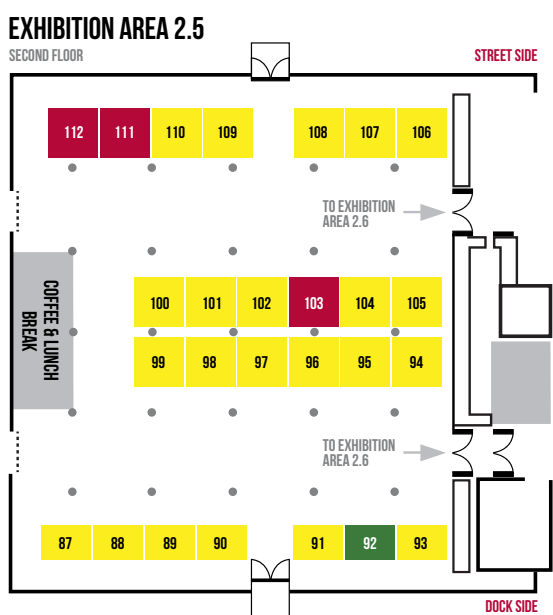 EXHIBITION AREA 2.5
SECOND FLOOR
STREET SIDE
112 111 110 109 108 107 106
TO EXHIBITION
AREA 2.6
COFFEE & LUNCH
BREAK
100 101 102 103 104 105
99 98 97 96 95 94
TO EXHIBITION
AREA 2.6
87 88 89 90 91 92 93
DOCK SIDE